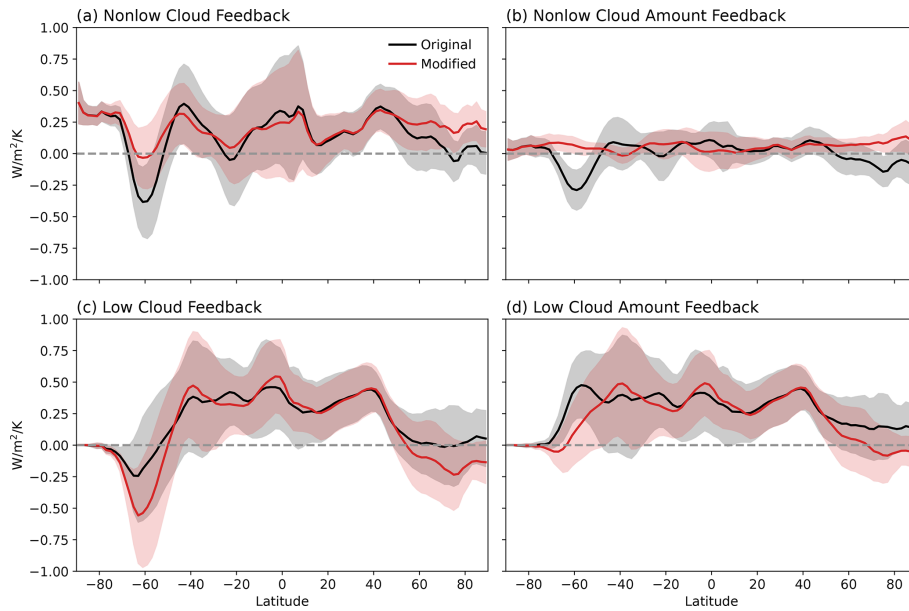 (a) Nonlow Cloud Feedback
(b) Nonlow Cloud Amount Feedback
1.00
0.75
0.50
0.25
0.00
−0.25
−0.50
−0.75
−1.00
W/m²/K
Original
Modified
(c) Low Cloud Feedback
(d) Low Cloud Amount Feedback
1.00
0.75
0.50
0.25
0.00
−0.25
−0.50
−0.75
−1.00
W/m²/K
−80 −60 −40 −20 0 20 40 60 80
Latitude
−80 −60 −40 −20 0 20 40 60 80
Latitude